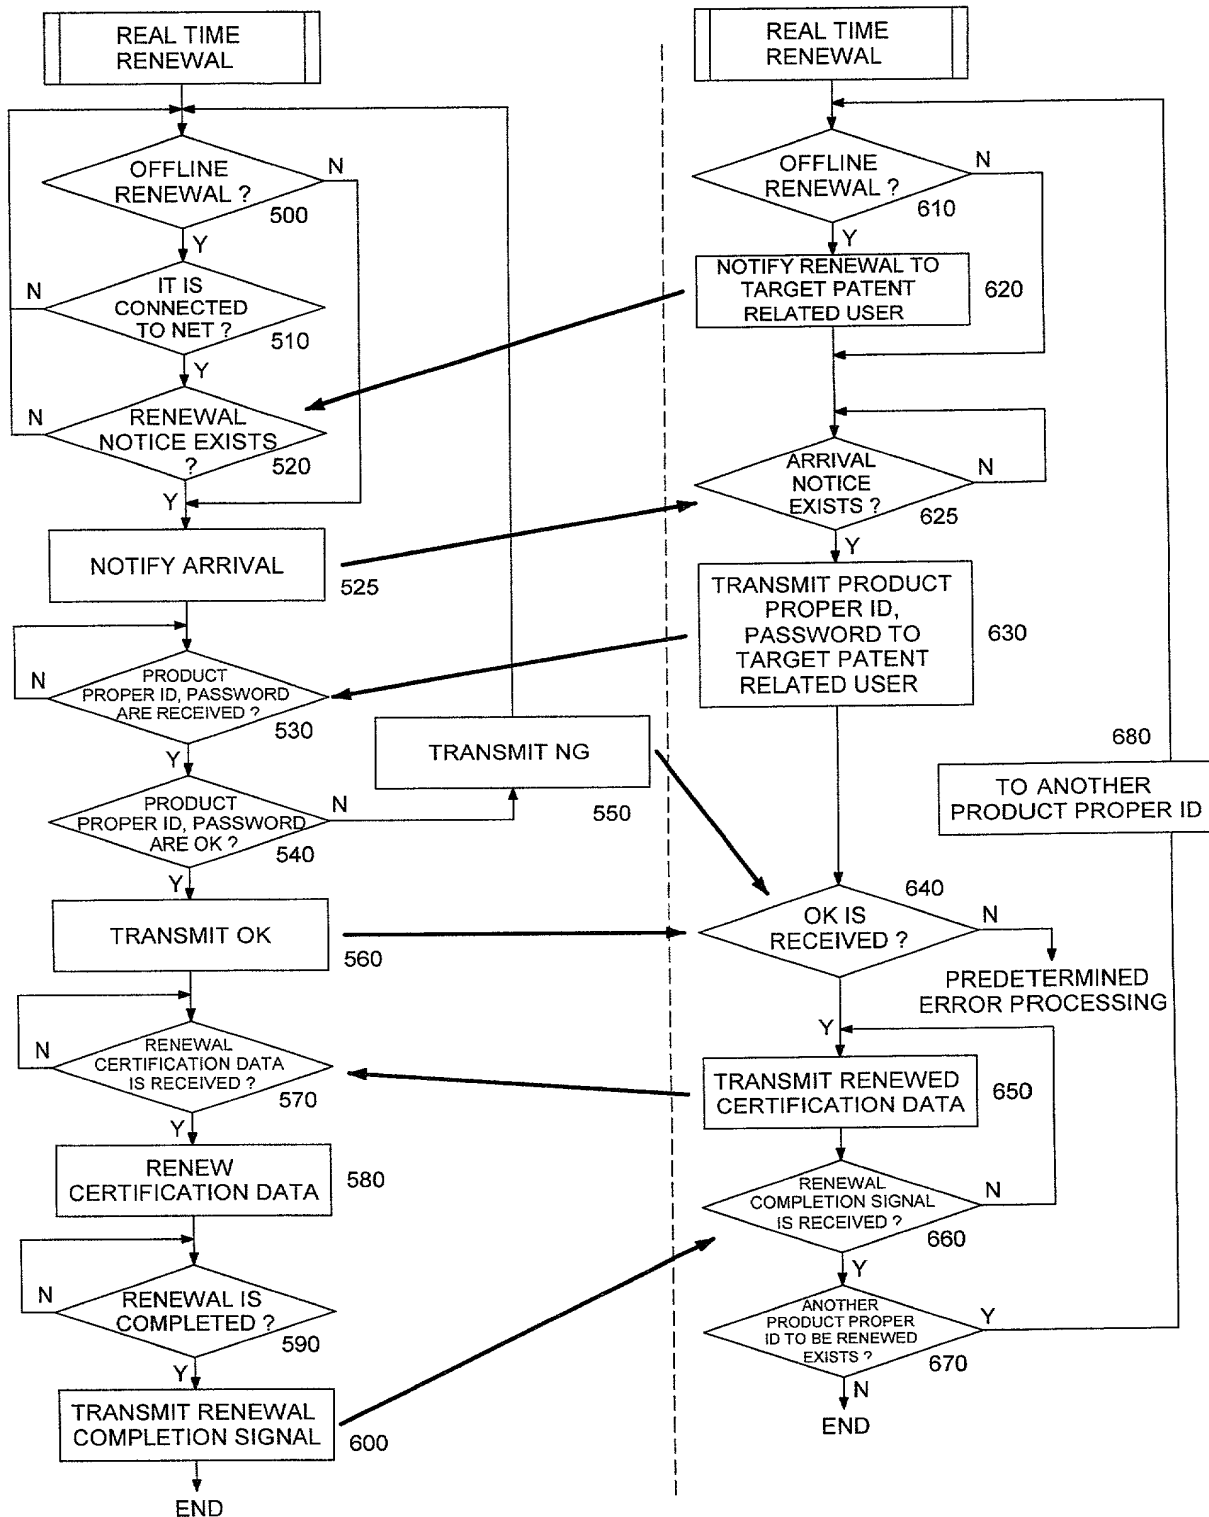 REAL TIME
RENEWAL
OFFLINE
RENEWAL ?
N
500
Y
IT IS
CONNECTED
TO NET ?
N
510
Y
RENEWAL
NOTICE EXISTS
?
N
520
Y
NOTIFY ARRIVAL
525
PRODUCT
PROPER ID, PASSWORD
ARE RECEIVED ?
N
530
Y
PRODUCT
PROPER ID, PASSWORD
ARE OK ?
N
540
Y
TRANSMIT NG
550
TRANSMIT OK
560
RENEWAL
CERTIFICATION DATA
IS RECEIVED ?
N
570
Y
RENEW
CERTIFICATION DATA
580
RENEWAL IS
COMPLETED ?
N
590
Y
TRANSMIT RENEWAL
COMPLETION SIGNAL
600
END
REAL TIME
RENEWAL
OFFLINE
RENEWAL ?
N
610
Y
NOTIFY RENEWAL TO
TARGET PATENT
RELATED USER
620
ARRIVAL
NOTICE
EXISTS ?
N
625
Y
TRANSMIT PRODUCT
PROPER ID,
PASSWORD TO
TARGET PATENT
RELATED USER
630
680
TO ANOTHER
PRODUCT PROPER ID
640
OK IS
RECEIVED ?
N
PREDETERMINED
ERROR PROCESSING
Y
TRANSMIT RENEWED
CERTIFICATION DATA
650
RENEWAL
COMPLETION SIGNAL
IS RECEIVED ?
N
660
Y
ANOTHER
PRODUCT PROPER
ID TO BE RENEWED
EXISTS ?
Y
670
N
END